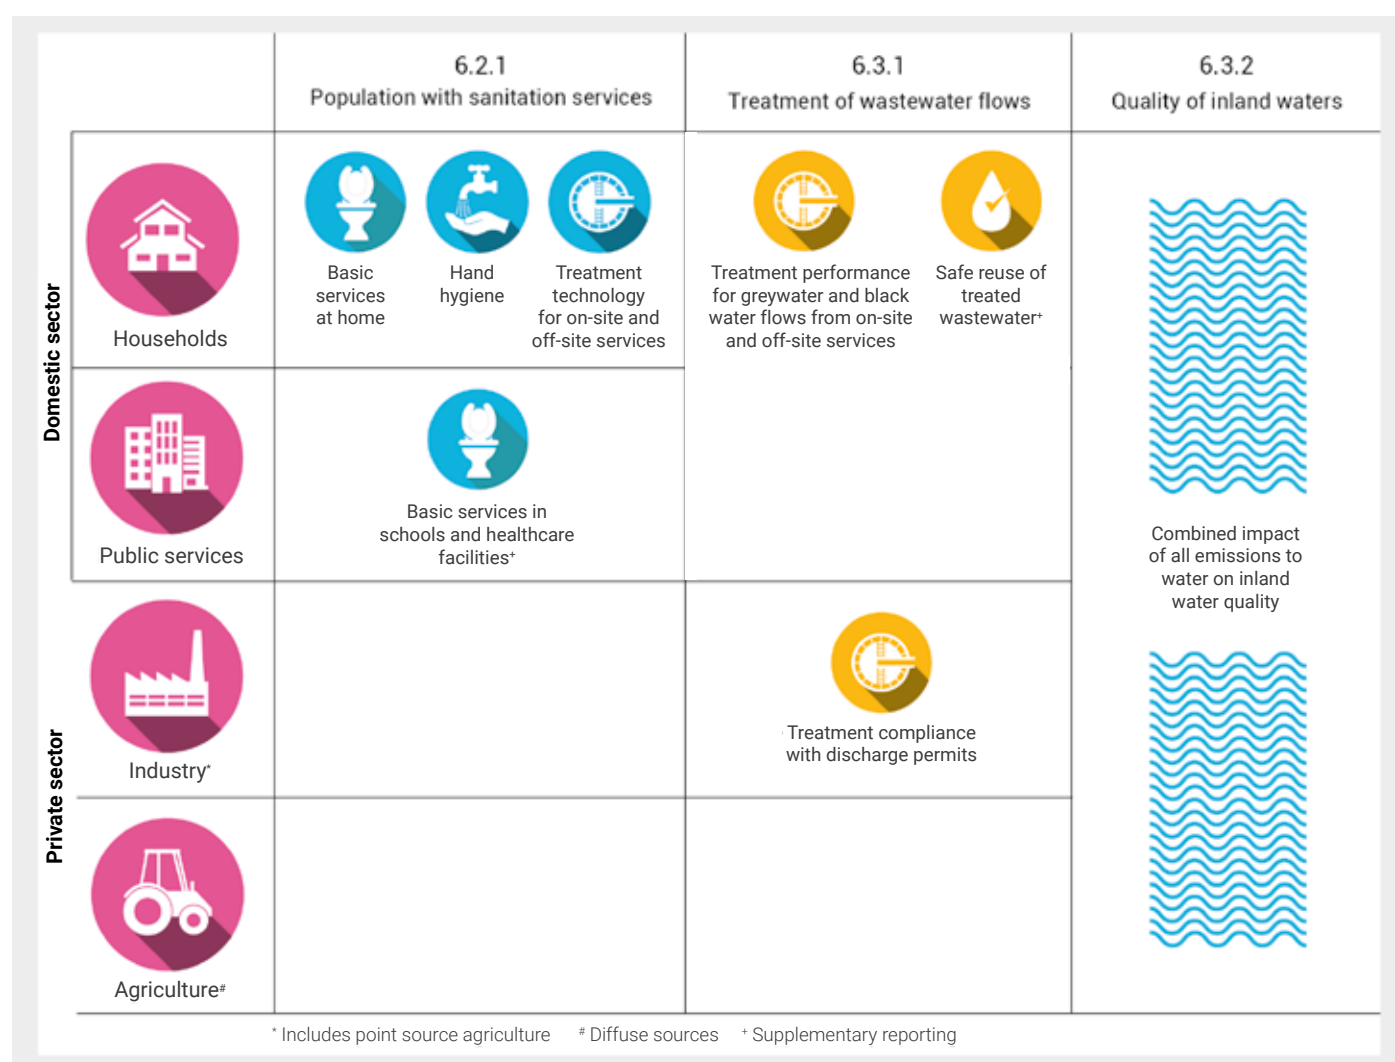 6.2.1
Population with sanitation services
6.3.1
Treatment of wastewater flows
6.3.2
Quality of inland waters
Domestic sector
Households
Basic
services
at home
Hand
hygiene
Treatment
technology
for on-site and
off-site services
Treatment performance
for greywater and black
water flows from on-site
and off-site services
Safe reuse of
treated
wastewater+
Public services
Basic services in
schools and healthcare
facilities+
Combined impact
of all emissions to
water on inland
water quality
Private sector
Industry*
Treatment compliance
with discharge permits
Agriculture#
* Includes point source agriculture # Diffuse sources + Supplementary reporting